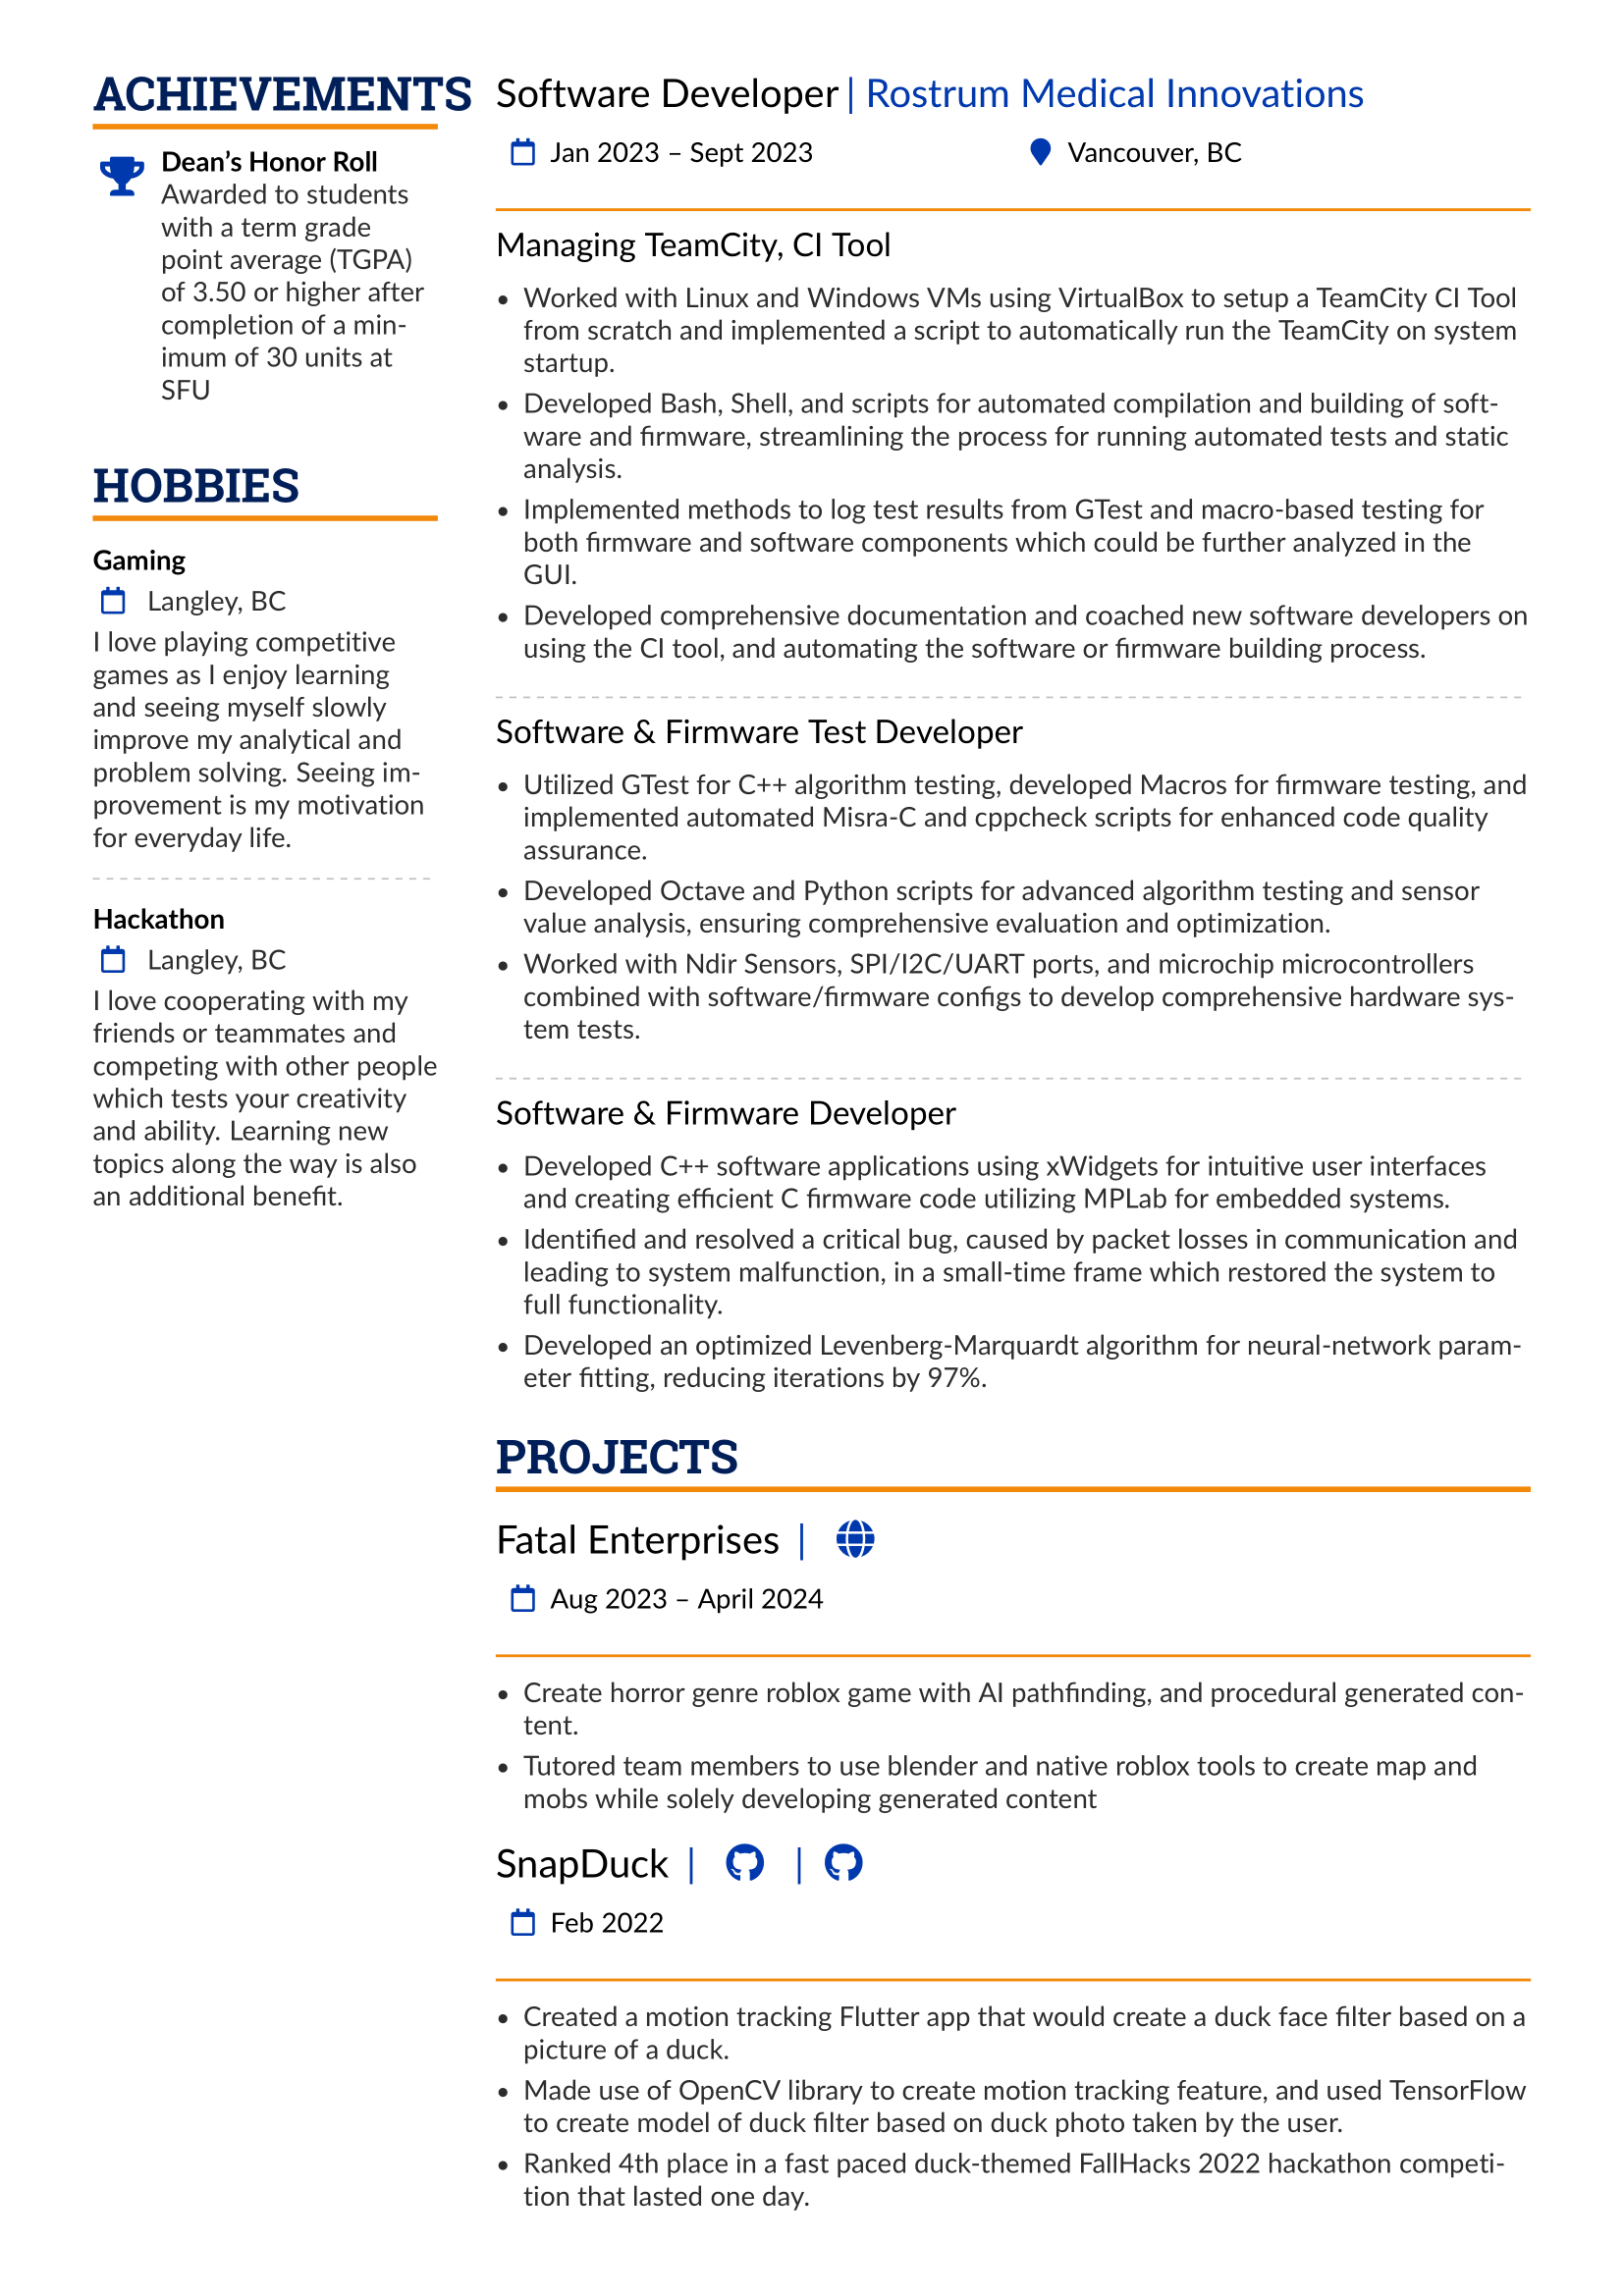 ACHIEVEMENTS
Dean’s Honor Roll
Awarded to students
with a term grade
point average (TGPA)
of 3.50 or higher after
completion of a min-
imum of 30 units at
SFU
HOBBIES
Gaming
Langley, BC
I love playing competitive
games as I enjoy learning
and seeing myself slowly
improve my analytical and
problem solving. Seeing im-
provement is my motivation
for everyday life.
Hackathon
Langley, BC
I love cooperating with my
friends or teammates and
competing with other people
which tests your creativity
and ability. Learning new
topics along the way is also
an additional benefit.
Software Developer | Rostrum Medical Innovations
Jan 2023 – Sept 2023 Vancouver, BC
Managing TeamCity, CI Tool
• Worked with Linux and Windows VMs using VirtualBox to setup a TeamCity CI Tool
from scratch and implemented a script to automatically run the TeamCity on system
startup.
• Developed Bash, Shell, and scripts for automated compilation and building of soft-
ware and firmware, streamlining the process for running automated tests and static
analysis.
• Implemented methods to log test results from GTest and macro-based testing for
both firmware and software components which could be further analyzed in the
GUI.
• Developed comprehensive documentation and coached new software developers on
using the CI tool, and automating the software or firmware building process.
Software & Firmware Test Developer
• Utilized GTest for C++ algorithm testing, developed Macros for firmware testing, and
implemented automated Misra-C and cppcheck scripts for enhanced code quality
assurance.
• Developed Octave and Python scripts for advanced algorithm testing and sensor
value analysis, ensuring comprehensive evaluation and optimization.
• Worked with Ndir Sensors, SPI/I2C/UART ports, and microchip microcontrollers
combined with software/firmware configs to develop comprehensive hardware sys-
tem tests.
Software & Firmware Developer
• Developed C++ software applications using xWidgets for intuitive user interfaces
and creating efficient C firmware code utilizing MPLab for embedded systems.
• Identified and resolved a critical bug, caused by packet losses in communication and
leading to system malfunction, in a small-time frame which restored the system to
full functionality.
• Developed an optimized Levenberg-Marquardt algorithm for neural-network param-
eter fitting, reducing iterations by 97%.
PROJECTS
Fatal Enterprises |
Aug 2023 – April 2024
• Create horror genre roblox game with AI pathfinding, and procedural generated con-
tent.
• Tutored team members to use blender and native roblox tools to create map and
mobs while solely developing generated content
SnapDuck | |
Feb 2022
• Created a motion tracking Flutter app that would create a duck face filter based on a
picture of a duck.
• Made use of OpenCV library to create motion tracking feature, and used TensorFlow
to create model of duck filter based on duck photo taken by the user.
• Ranked 4th place in a fast paced duck-themed FallHacks 2022 hackathon competi-
tion that lasted one day.